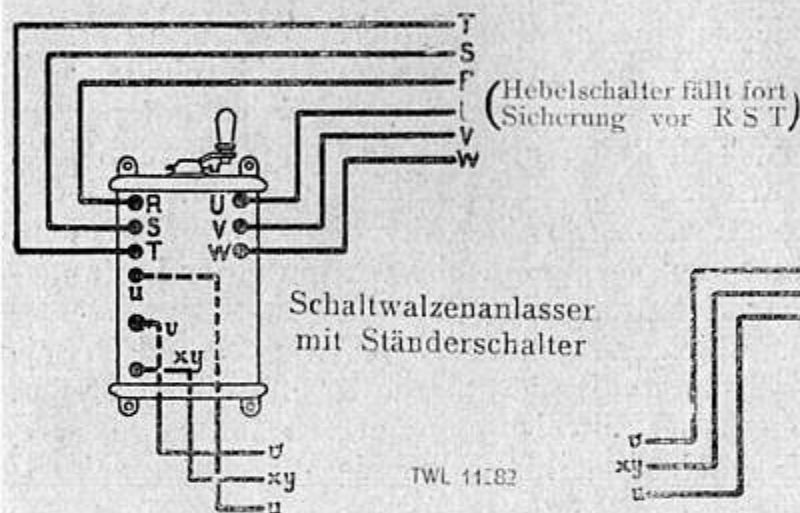 T
S
V
W
(Hebelschalter fällt fort
Sicherung vor R S T)
R U
S V
T W
u
v
xy
Schaltwalzenanlasser
mit Ständerschalter
v
xy
u
v
xy
u